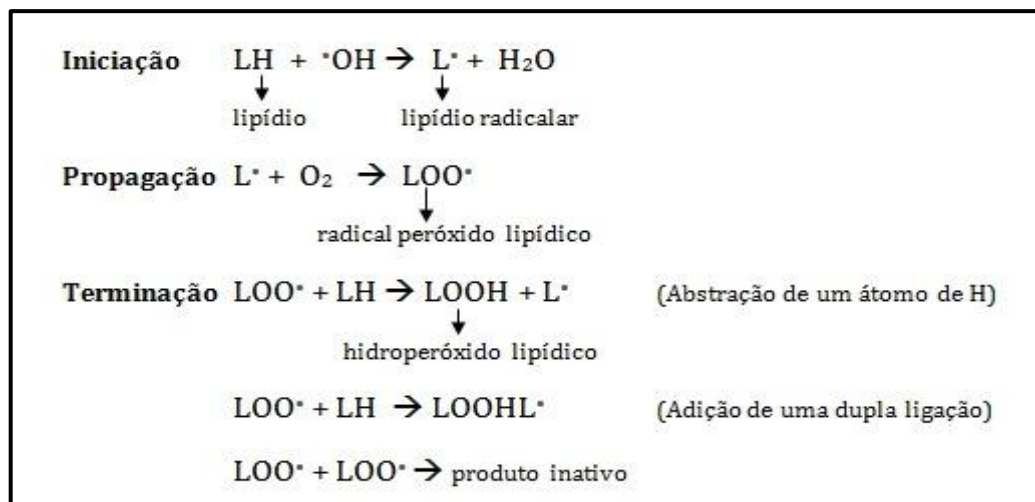 Iniciação LH + •OH → L• + H₂O
lipídio lipídio radicalar
Propagação L• + O₂ → LOO•
radical peróxido lipídico
Terminação LOO• + LH → LOOH + L• (Abstração de um átomo de H)
hidroperóxido lipídico
LOO• + LH → LOOHL• (Adição de uma dupla ligação)
LOO• + LOO• → produto inativo